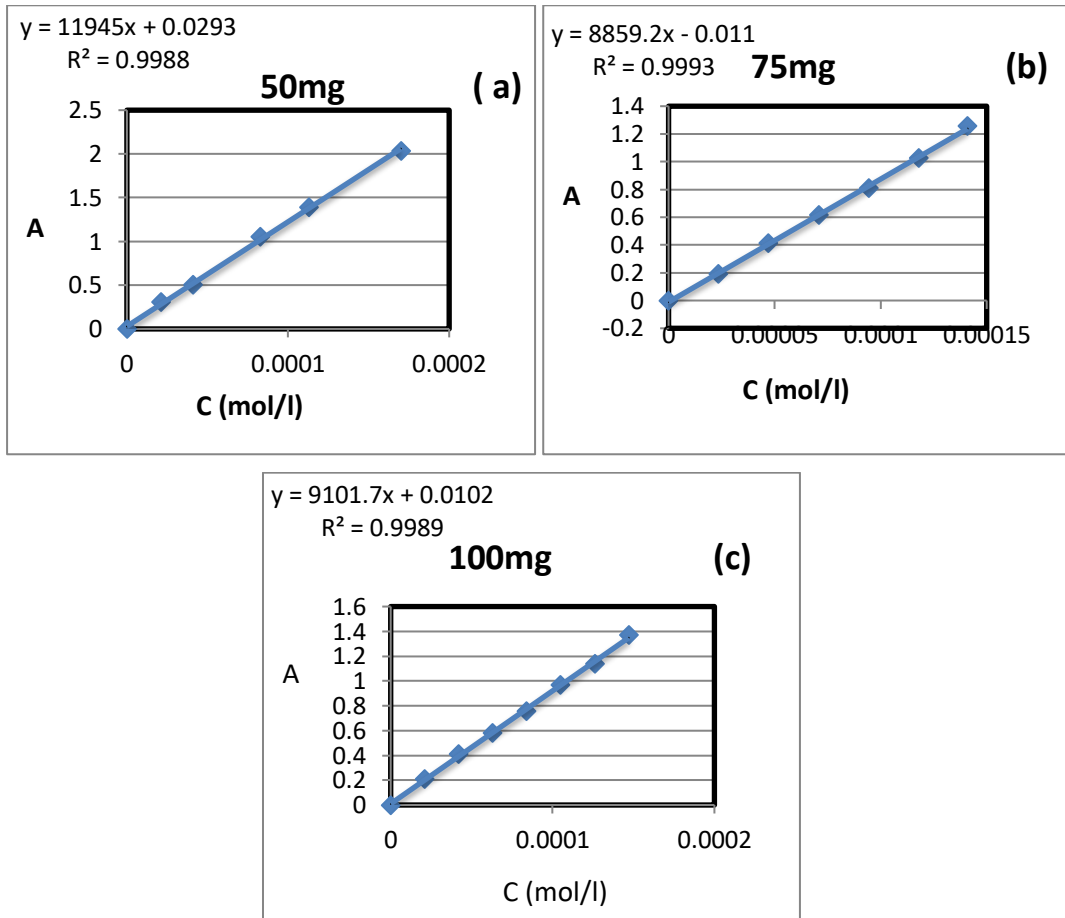 y = 11945x + 0.0293
R² = 0.9988
50mg
( a)
2.5
2
1.5
1
0.5
0
A
0 0.0001 0.0002
C (mol/l)
y = 8859.2x - 0.011
R² = 0.9993
75mg
(b)
1.4
1.2
1
0.8
0.6
0.4
0.2
0
-0.2
A
0 0.00005 0.0001 0.00015
C (mol/l)
y = 9101.7x + 0.0102
R² = 0.9989
100mg
(c)
1.6
1.4
1.2
1
0.8
0.6
0.4
0.2
0
A
0 0.0001 0.0002
C (mol/l)